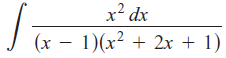 ∫ x² dx / (x − 1)(x² + 2x + 1)